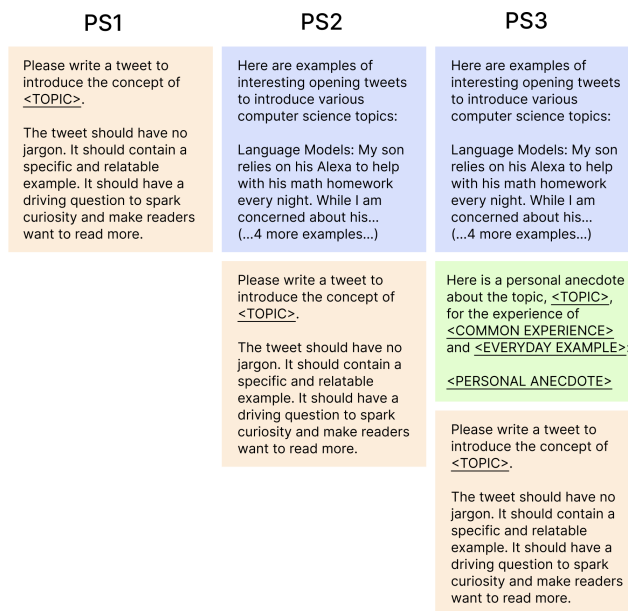 PS1
Please write a tweet to
introduce the concept of
<TOPIC>.
The tweet should have no
jargon. It should contain a
specific and relatable
example. It should have a
driving question to spark
curiosity and make readers
want to read more.
PS2
Here are examples of
interesting opening tweets
to introduce various
computer science topics:
Language Models: My son
relies on his Alexa to help
with his math homework
every night. While I am
concerned about his...
(...4 more examples...)
Please write a tweet to
introduce the concept of
<TOPIC>.
The tweet should have no
jargon. It should contain a
specific and relatable
example. It should have a
driving question to spark
curiosity and make readers
want to read more.
PS3
Here are examples of
interesting opening tweets
to introduce various
computer science topics:
Language Models: My son
relies on his Alexa to help
with his math homework
every night. While I am
concerned about his...
(...4 more examples...)
Here is a personal anecdote
about the topic, <TOPIC>,
for the experience of
<COMMON EXPERIENCE>
and <EVERYDAY EXAMPLE>:
<PERSONAL ANECDOTE>
Please write a tweet to
introduce the concept of
<TOPIC>.
The tweet should have no
jargon. It should contain a
specific and relatable
example. It should have a
driving question to spark
curiosity and make readers
want to read more.